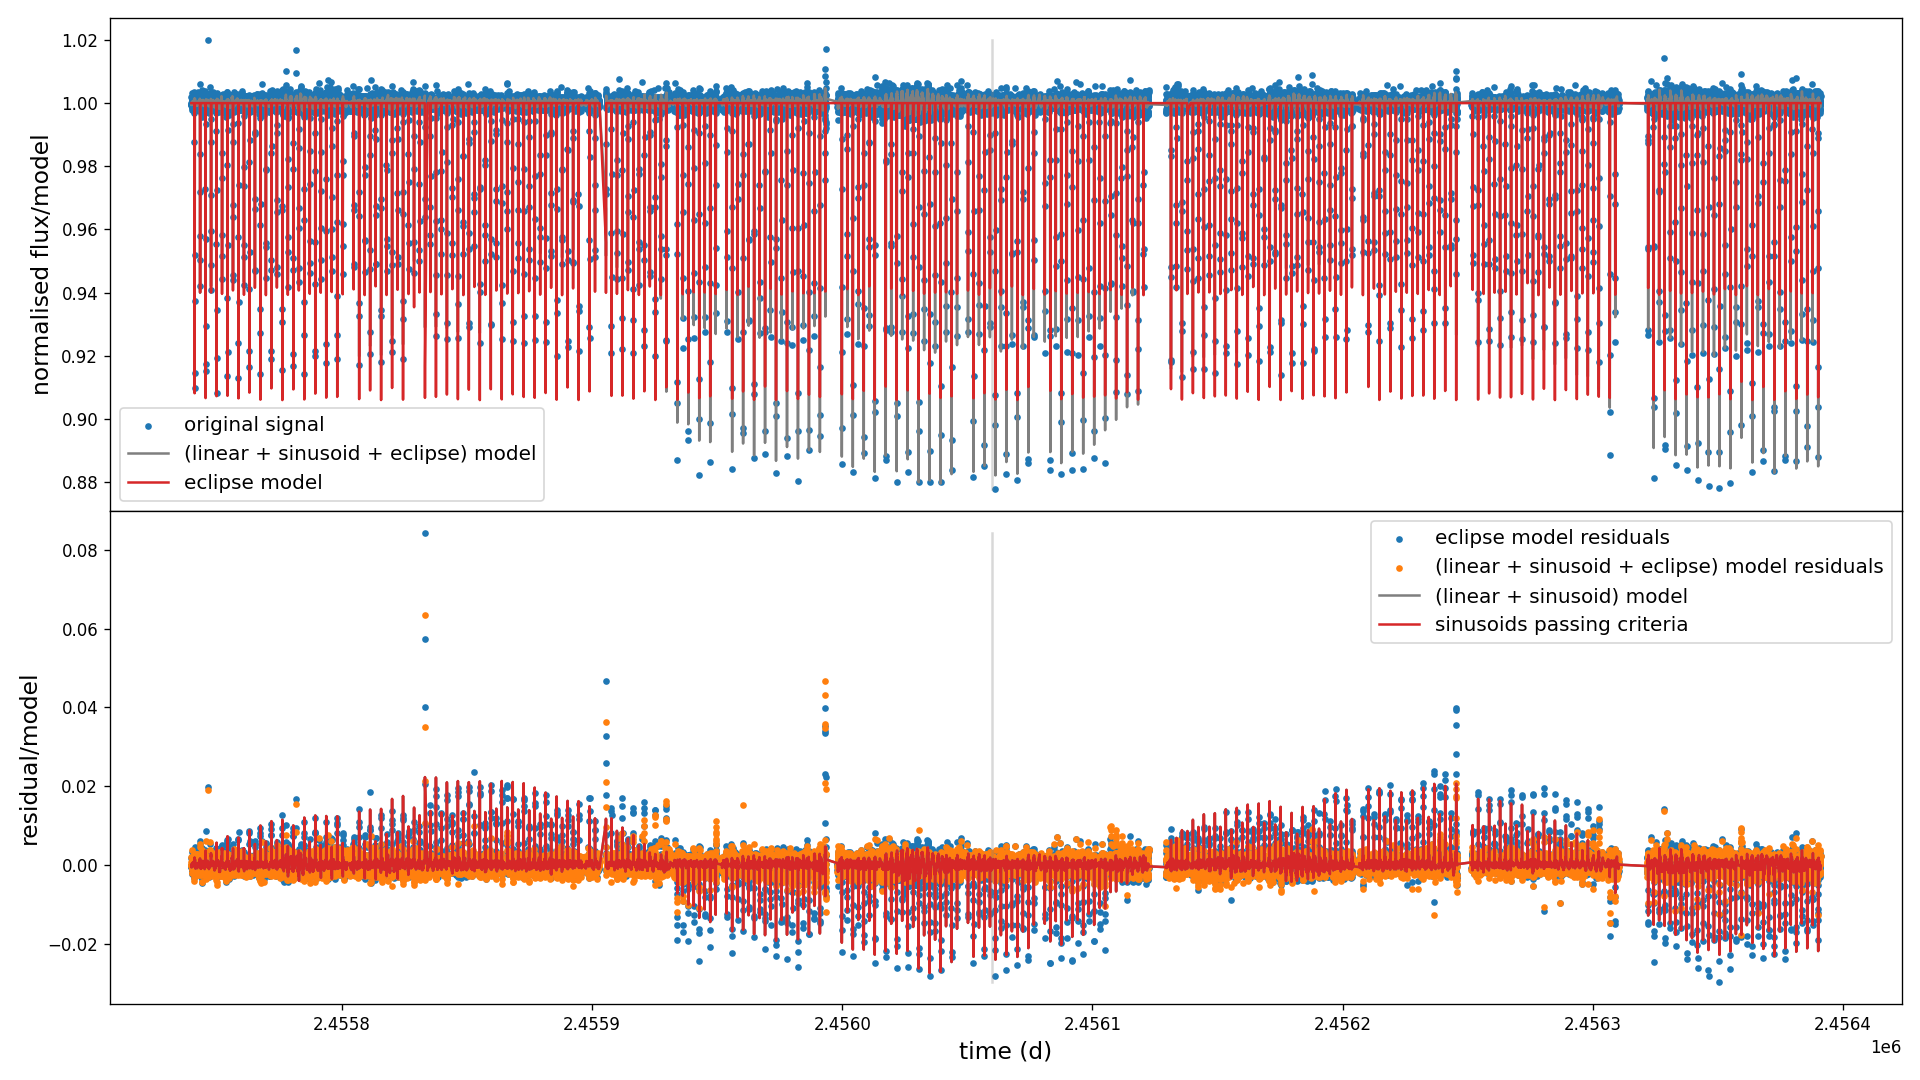 normalised flux/model
1.02
1.00
0.98
0.96
0.94
0.92
0.90
0.88
original signal
(linear + sinusoid + eclipse) model
eclipse model
residual/model
0.08
0.06
0.04
0.02
0.00
−0.02
eclipse model residuals
(linear + sinusoid + eclipse) model residuals
(linear + sinusoid) model
sinusoids passing criteria
2.4558 2.4559 2.4560 2.4561 2.4562 2.4563 2.4564
1e6
time (d)